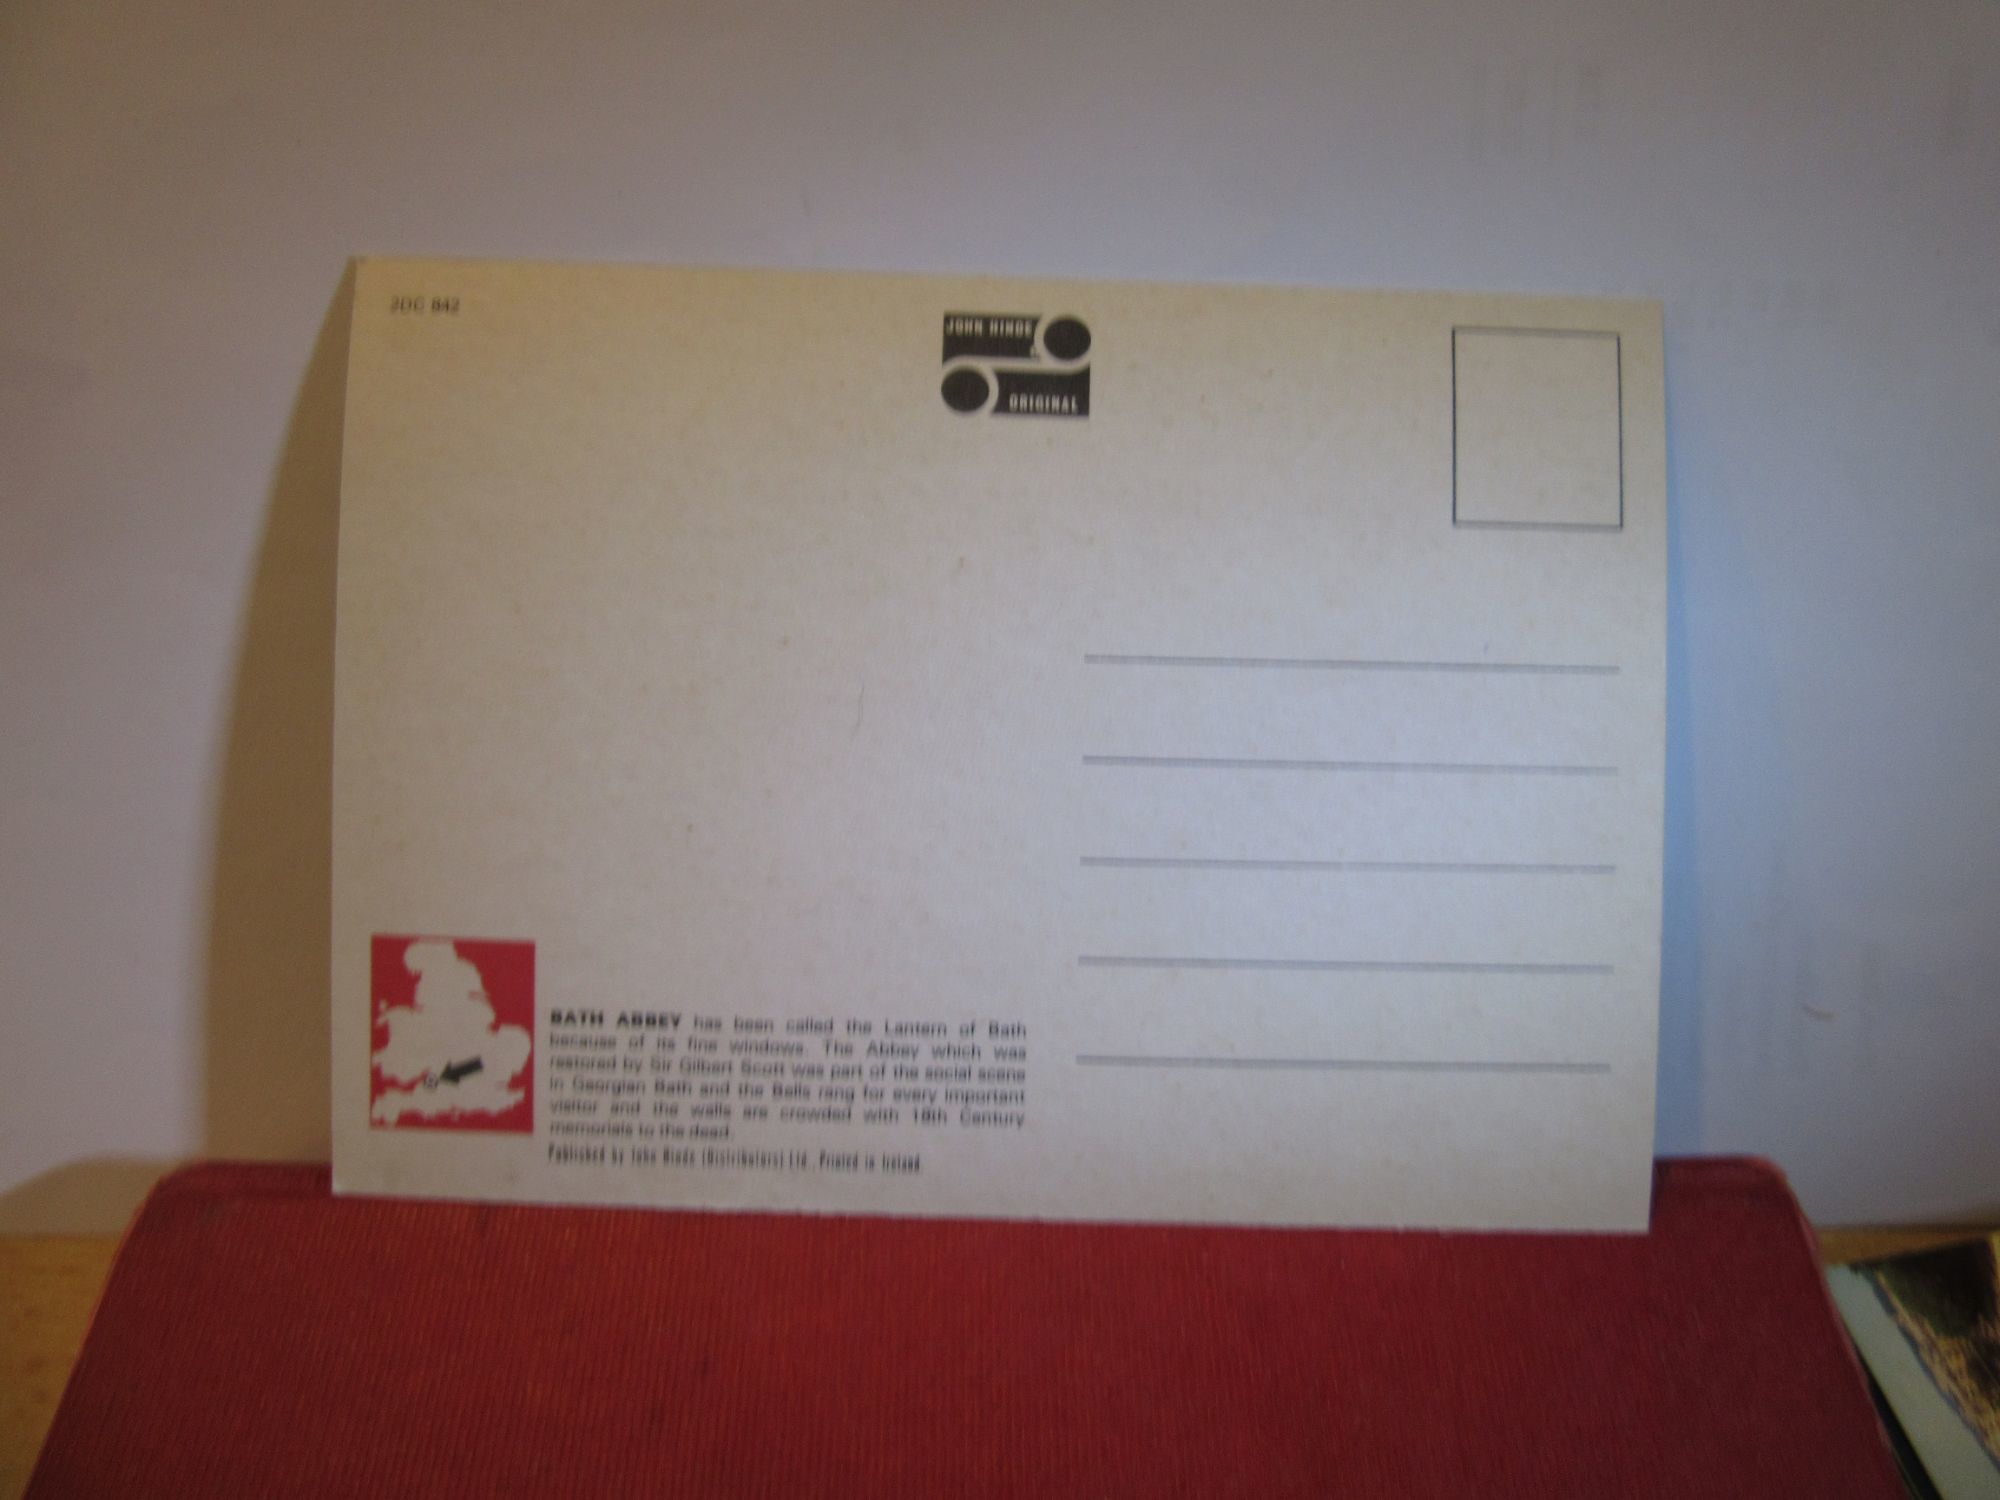 2DC 842
JOHN HINDE
ORIGINAL
BATH ABBEY has been called the Lantern of Bath
because of its fine windows. The Abbey which was
restored by Sir Gilbert Scott was part of the social scene
in Georgian Bath and the Bells rang for every important
visitor and the walls are crowded with 18th Century
memorials to the dead.
Published by John Hinde (Distributors) Ltd., Printed in Ireland.